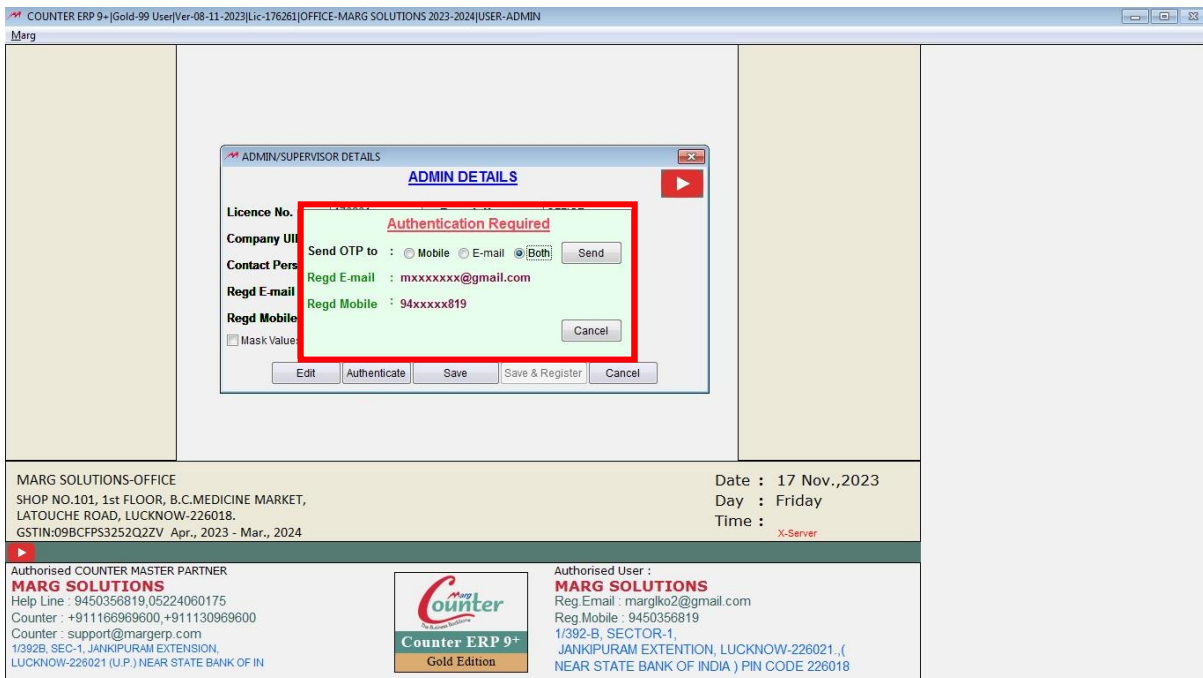 COUNTER ERP 9+|Gold-99 User|Ver-08-11-2023|Lic-176261|OFFICE-MARG SOLUTIONS 2023-2024|USER-ADMIN
Marg
ADMIN/SUPERVISOR DETAILS
ADMIN DETAILS
Licence No.
Company UII
Contact Pers
Regd E-mail
Regd Mobile
Mask Value
Authentication Required
Send OTP to : Mobile E-mail Both Send
Regd E-mail : mxxxxxxx@gmail.com
Regd Mobile : 94xxxxx819
Cancel
Edit Authenticate Save Save & Register Cancel
MARG SOLUTIONS-OFFICE
SHOP NO.101, 1st FLOOR, B.C.MEDICINE MARKET,
LATOUCHE ROAD, LUCKNOW-226018.
GSTIN:09BCFPS3252Q2ZV Apr., 2023 - Mar., 2024
Date : 17 Nov.,2023
Day : Friday
Time :
X-Server
Authorised COUNTER MASTER PARTNER
MARG SOLUTIONS
Help Line : 9450356819,05224060175
Counter : +911166969600,+911130969600
Counter : support@margerp.com
1/392B, SEC-1, JANKIPURAM EXTENSION,
LUCKNOW-226021 (U.P.) NEAR STATE BANK OF IN
Marg
Counter
The Business Backbone
Counter ERP 9+
Gold Edition
Authorised User :
MARG SOLUTIONS
Reg.Email : marglko2@gmail.com
Reg.Mobile : 9450356819
1/392-B, SECTOR-1,
JANKIPURAM EXTENTION, LUCKNOW-226021.,(
NEAR STATE BANK OF INDIA ) PIN CODE 226018